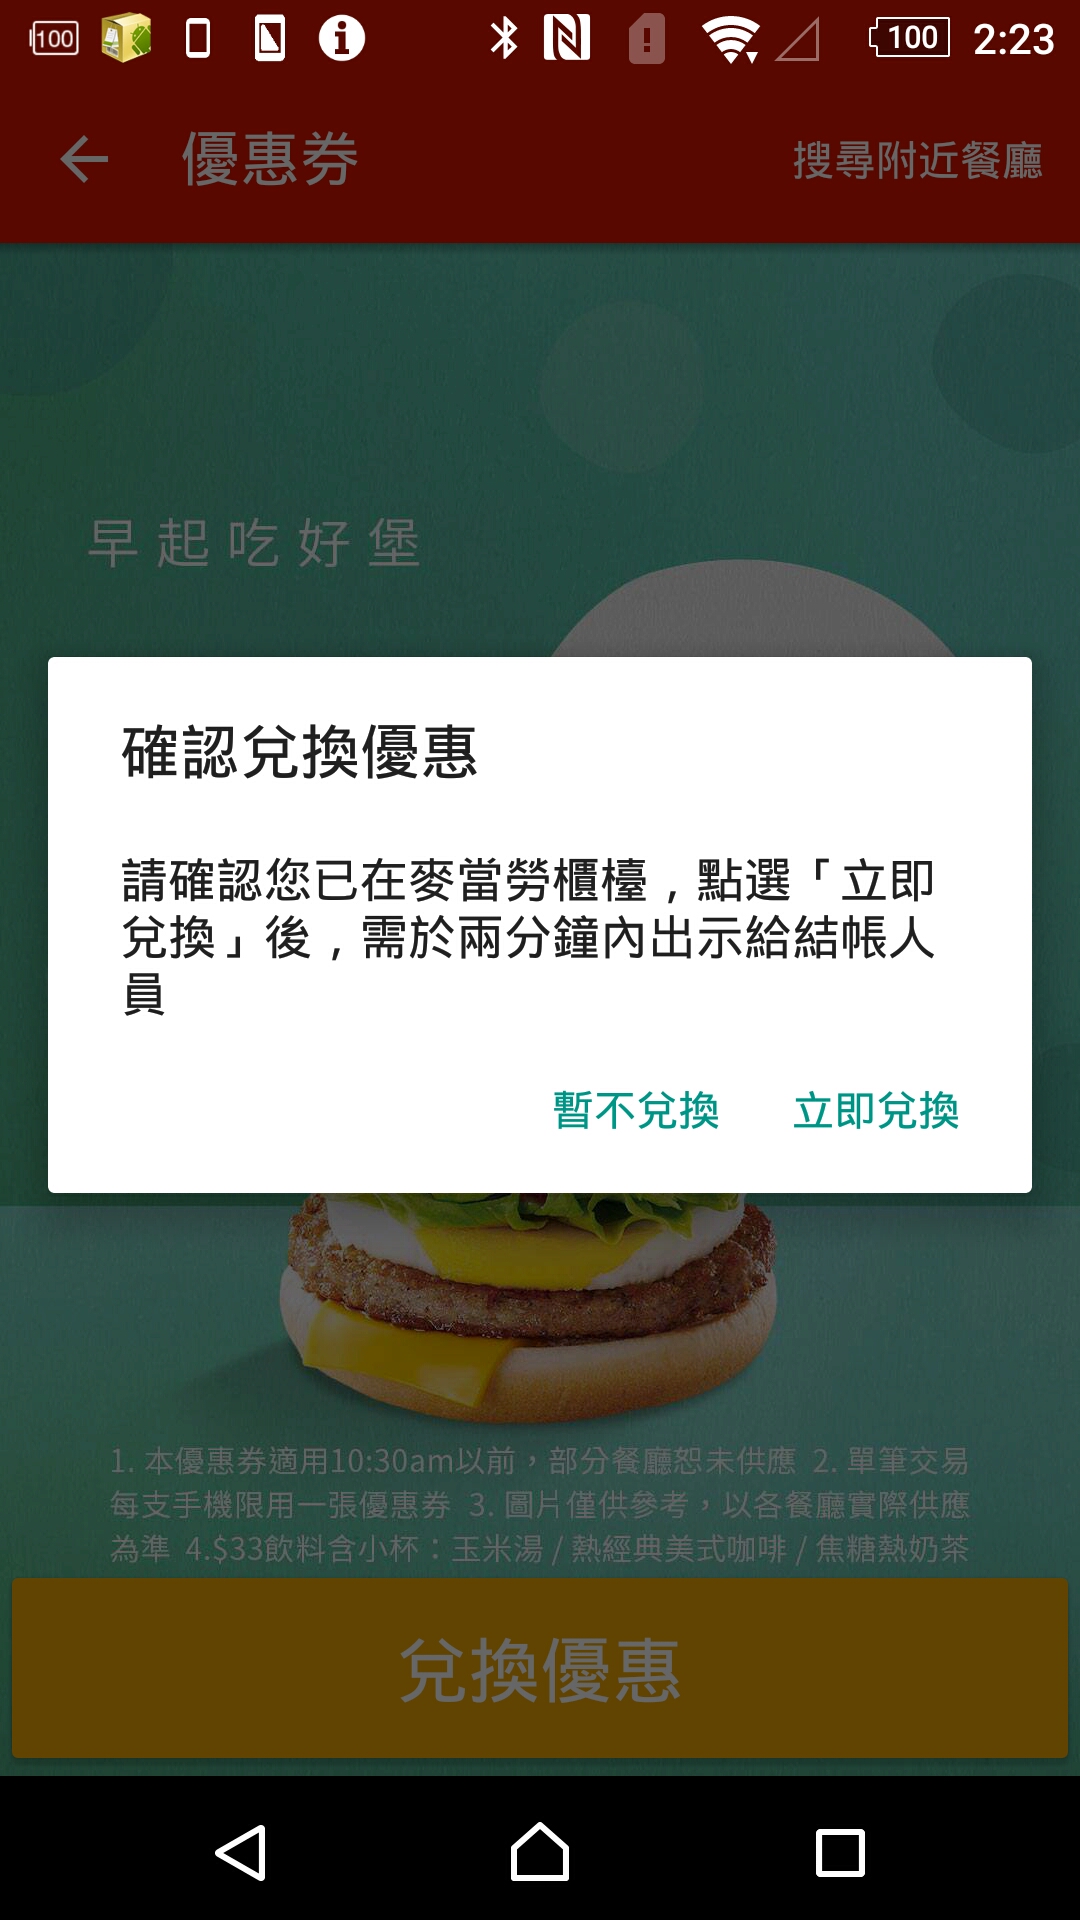 100
100 2:23
優惠券
搜尋附近餐廳
早起吃好堡
確認兌換優惠
請確認您已在麥當勞櫃檯，點選「立即
兌換」後，需於兩分鐘內出示給結帳人
員
暫不兌換 立即兌換
1. 本優惠券適用10:30am以前，部分餐廳恕未供應 2. 單筆交易
每支手機限用一張優惠券 3. 圖片僅供參考，以各餐廳實際供應
為準 4.$33飲料含小杯：玉米湯 / 熱經典美式咖啡 / 焦糖熱奶茶
兌換優惠